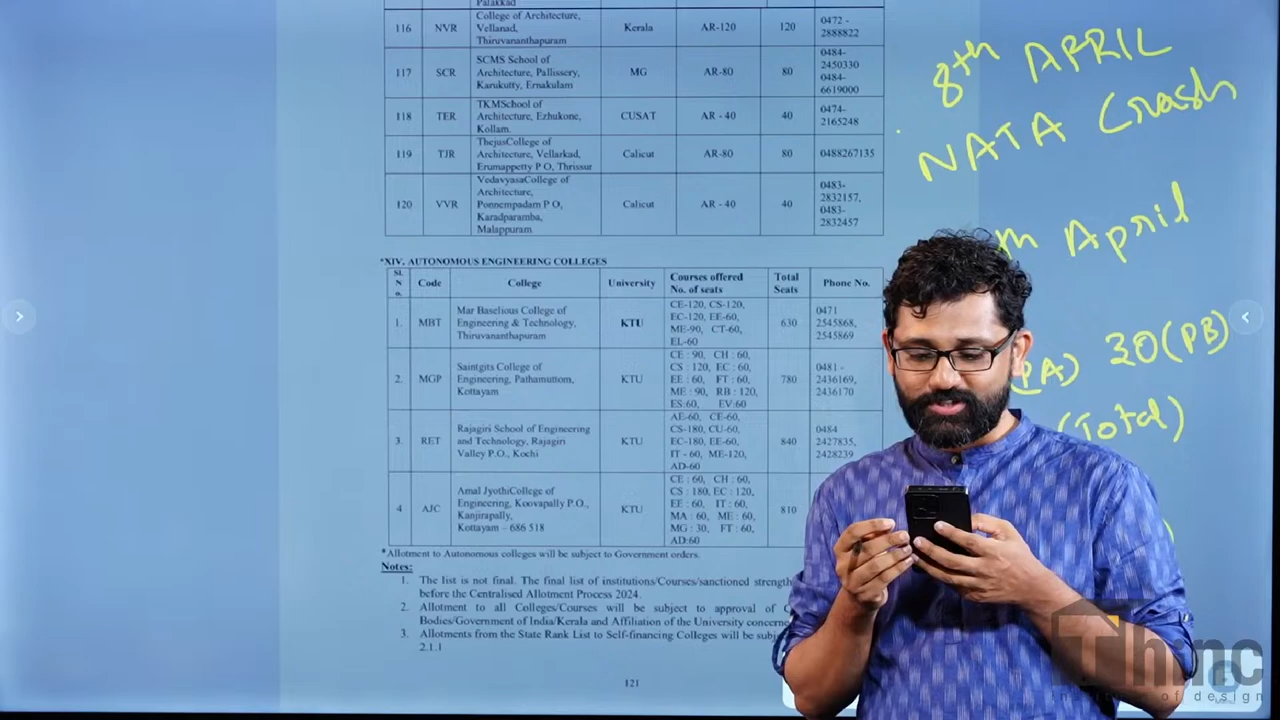 Palakkad
116 NVR College of Architecture, Vellanad, Thiruvananthapuram Kerala AR-120 120 0472 - 2888822
117 SCR SCMS School of Architecture, Pallissery, Karukutty, Ernakulam MG AR-80 80 0484- 2450330 0484- 6619000
118 TER TKMSchool of Architecture, Ezhukone, Kollam. CUSAT AR - 40 40 0474- 2165248
119 TJR ThejusCollege of Architecture, Vellarkad, Erumappetty P O, Thrissur Calicut AR-80 80 0488267135
120 VVR VedavyasaCollege of Architecture, Ponnempadam P O, Karadparamba, Malappuram Calicut AR - 40 40 0483- 2832157, 0483- 2832457
*XIV. AUTONOMOUS ENGINEERING COLLEGES
Sl. N o. Code College University Courses offered No. of seats Total Seats Phone No.
1. MBT Mar Baselious College of Engineering & Technology, Thiruvananthapuram KTU CE-120, CS-120, EC-120, EE-60, ME-90, CT-60, EL-60 630 0471 2545868, 2545869
2. MGP Saintgits College of Engineering, Pathamuttom, Kottayam KTU CE : 90, CH : 60, CS : 120, EC : 60, EE : 60, FT : 60, ME : 90, RB : 120, ES:60, EV:60 780 0481 - 2436169, 2436170
3. RET Rajagiri School of Engineering and Technology, Rajagiri Valley P.O., Kochi KTU AE-60, CE-60, CS-180, CU-60, EC-180, EE-60, IT - 60, ME-120, AD-60 840 0484 2427835, 2428239
4 AJC Amal JyothiCollege of Engineering, Koovapally P.O., Kanjirapally, Kottayam – 686 518 KTU CE : 60, CH : 60, CS : 180, EC : 120, EE : 60, IT : 60, MA : 60, ME : 60, MG : 30, FT : 60, AD:60 810
*Allotment to Autonomous colleges will be subject to Government orders.
Notes:
1. The list is not final. The final list of institutions/Courses/sanctioned
before the Centralised Allotment Process 2024.
2. Allotment to all Colleges/Courses will be subject to approval of
Bodies/Government of India/Kerala and Affiliation of the University
3. Allotments from the State Rank List to Self-financing Colleges will be
2.1.1
121
8th APRIL
NATA Crash
April
(PA) 30(PB)
(Total)
Thinc
institute of design